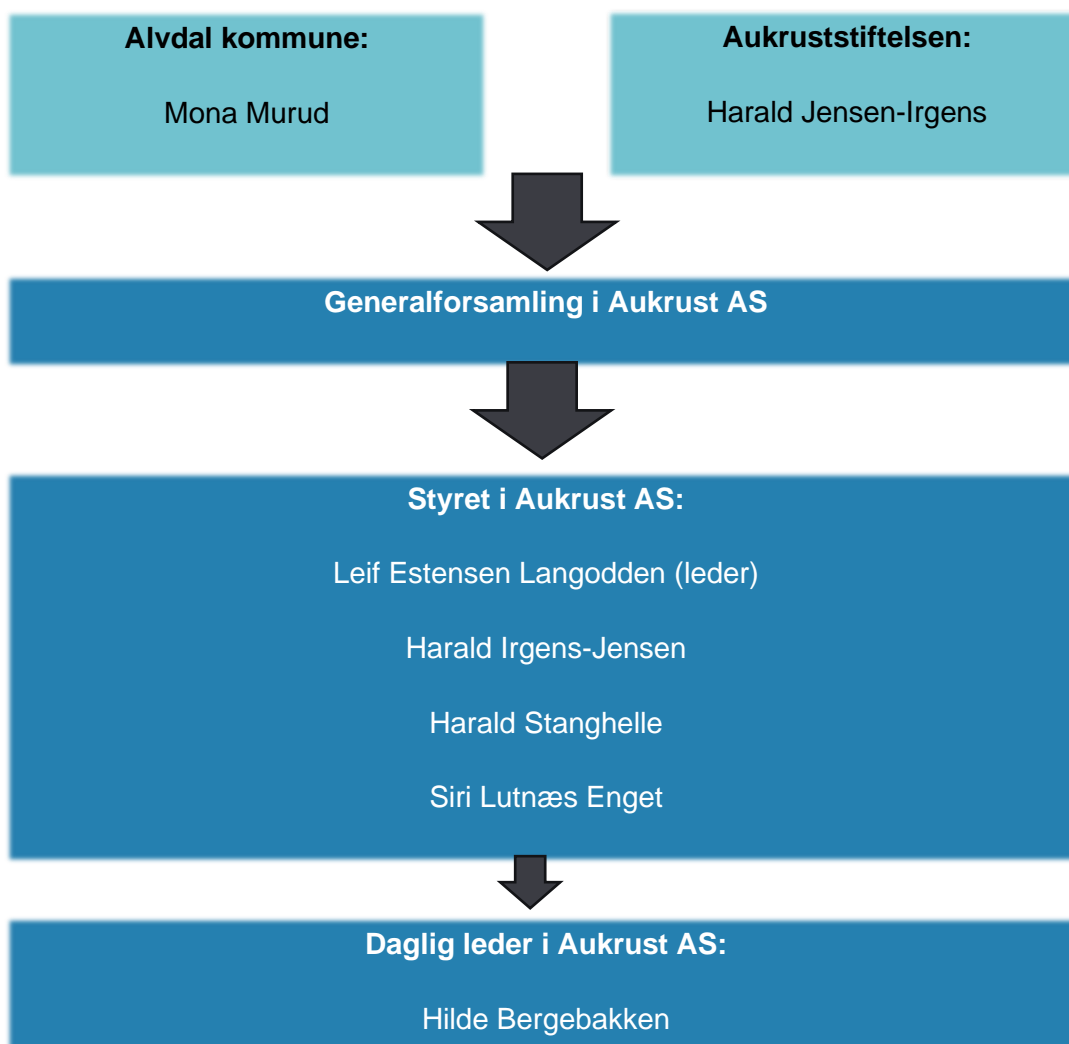 Alvdal kommune:
Mona Murud
Aukruststiftelsen:
Harald Jensen-Irgens
Generalforsamling i Aukrust AS
Styret i Aukrust AS:
Leif Estensen Langodden (leder)
Harald Irgens-Jensen
Harald Stanghelle
Siri Lutnæs Enget
Daglig leder i Aukrust AS:
Hilde Bergebakken